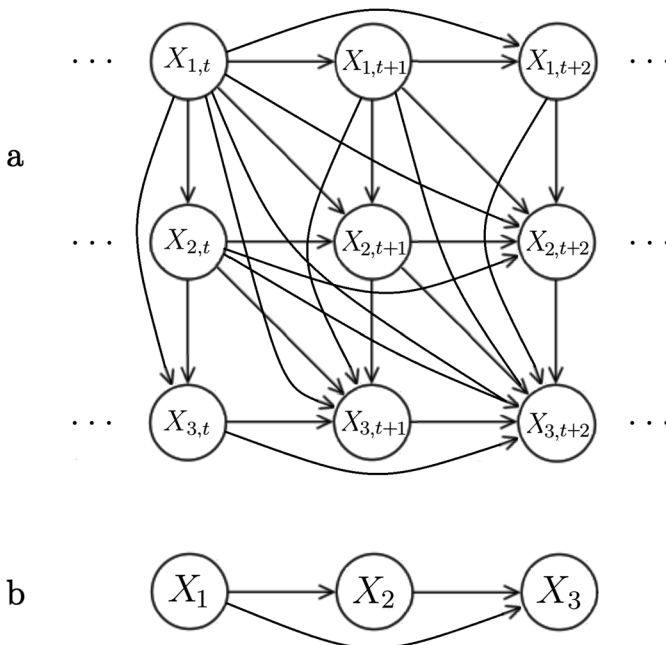 · · · X₁,ₜ X₁,ₜ₊₁ X₁,ₜ₊₂ · · ·
a
· · · X₂,ₜ X₂,ₜ₊₁ X₂,ₜ₊₂ · · ·
· · · X₃,ₜ X₃,ₜ₊₁ X₃,ₜ₊₂ · · ·
b X₁ X₂ X₃